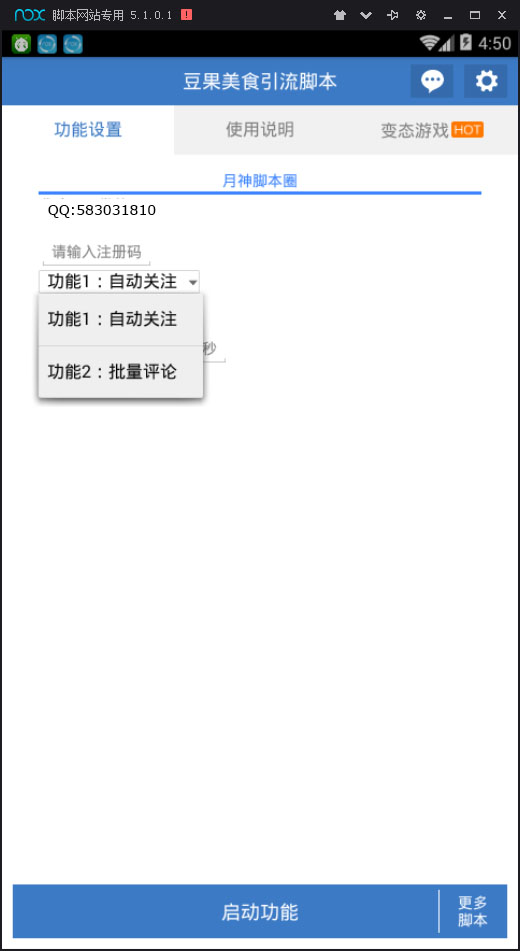 nox 脚本网站专用 5.1.0.1 !
4:50
豆果美食引流脚本
功能设置 使用说明 变态游戏 HOT
月神脚本圈
QQ:583031810
请输入注册码
功能1：自动关注
功能1：自动关注
秒
功能2：批量评论
启动功能
更多
脚本